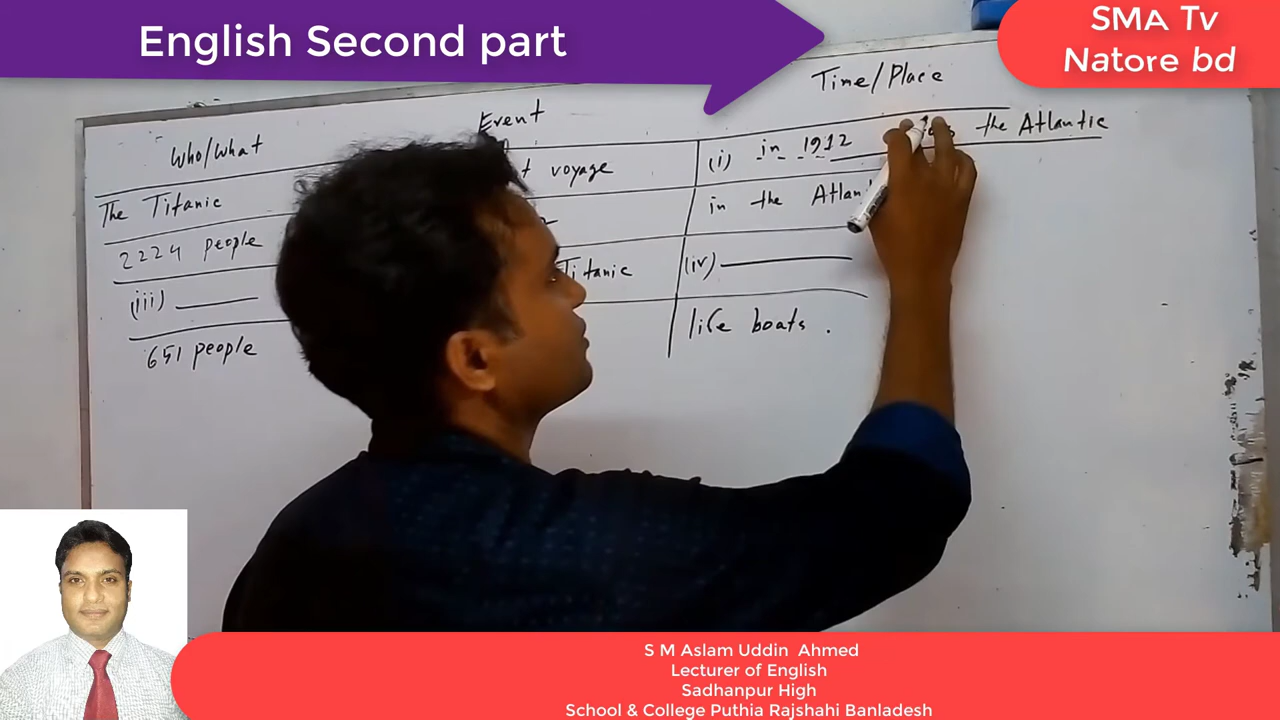 English Second part
SMA Tv
Natore bd
Who/What Event Time/Place
The Titanic voyage (i) in 1912 the Atlantic
2224 people in the
(iii) Titanic (iv)
651 people life boats.
S M Aslam Uddin Ahmed
Lecturer of English
Sadhanpur High
School & College Puthia Rajshahi Banladesh